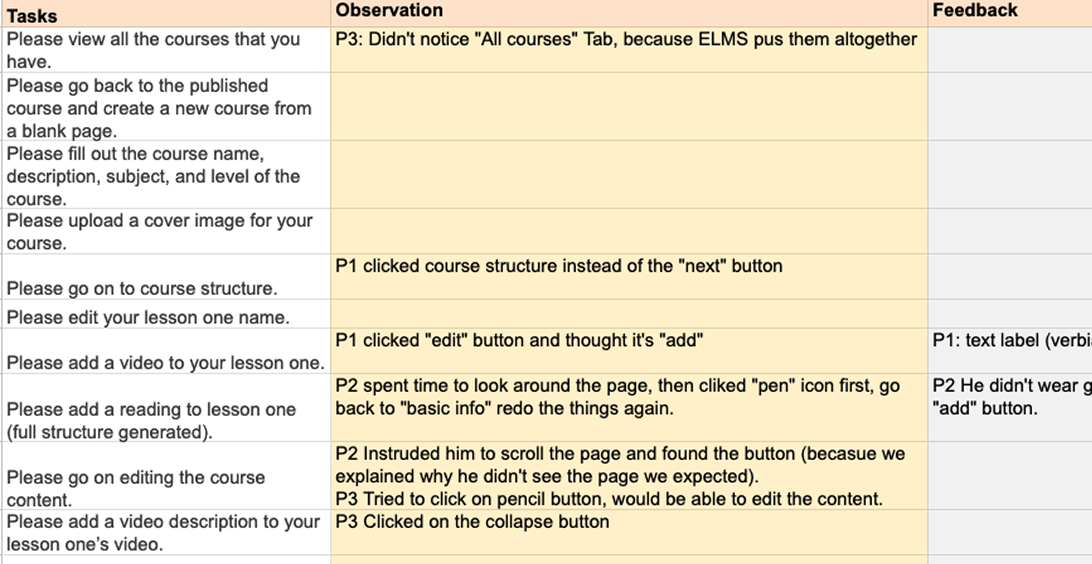 Tasks
Observation
Feedback
Please view all the courses that you
have.
P3: Didn't notice "All courses" Tab, because ELMS pus them altogether
Please go back to the published
course and create a new course from
a blank page.
Please fill out the course name,
description, subject, and level of the
course.
Please upload a cover image for your
course.
Please go on to course structure.
P1 clicked course structure instead of the "next" button
Please edit your lesson one name.
Please add a video to your lesson one.
P1 clicked "edit" button and thought it's "add"
P1: text label (verbi
Please add a reading to lesson one
(full structure generated).
P2 spent time to look around the page, then cliked "pen" icon first, go
back to "basic info" redo the things again.
P2 He didn't wear g
"add" button.
Please go on editing the course
content.
P2 Instruded him to scroll the page and found the button (becasue we
explained why he didn't see the page we expected).
P3 Tried to click on pencil button, would be able to edit the content.
Please add a video description to your
lesson one's video.
P3 Clicked on the collapse button